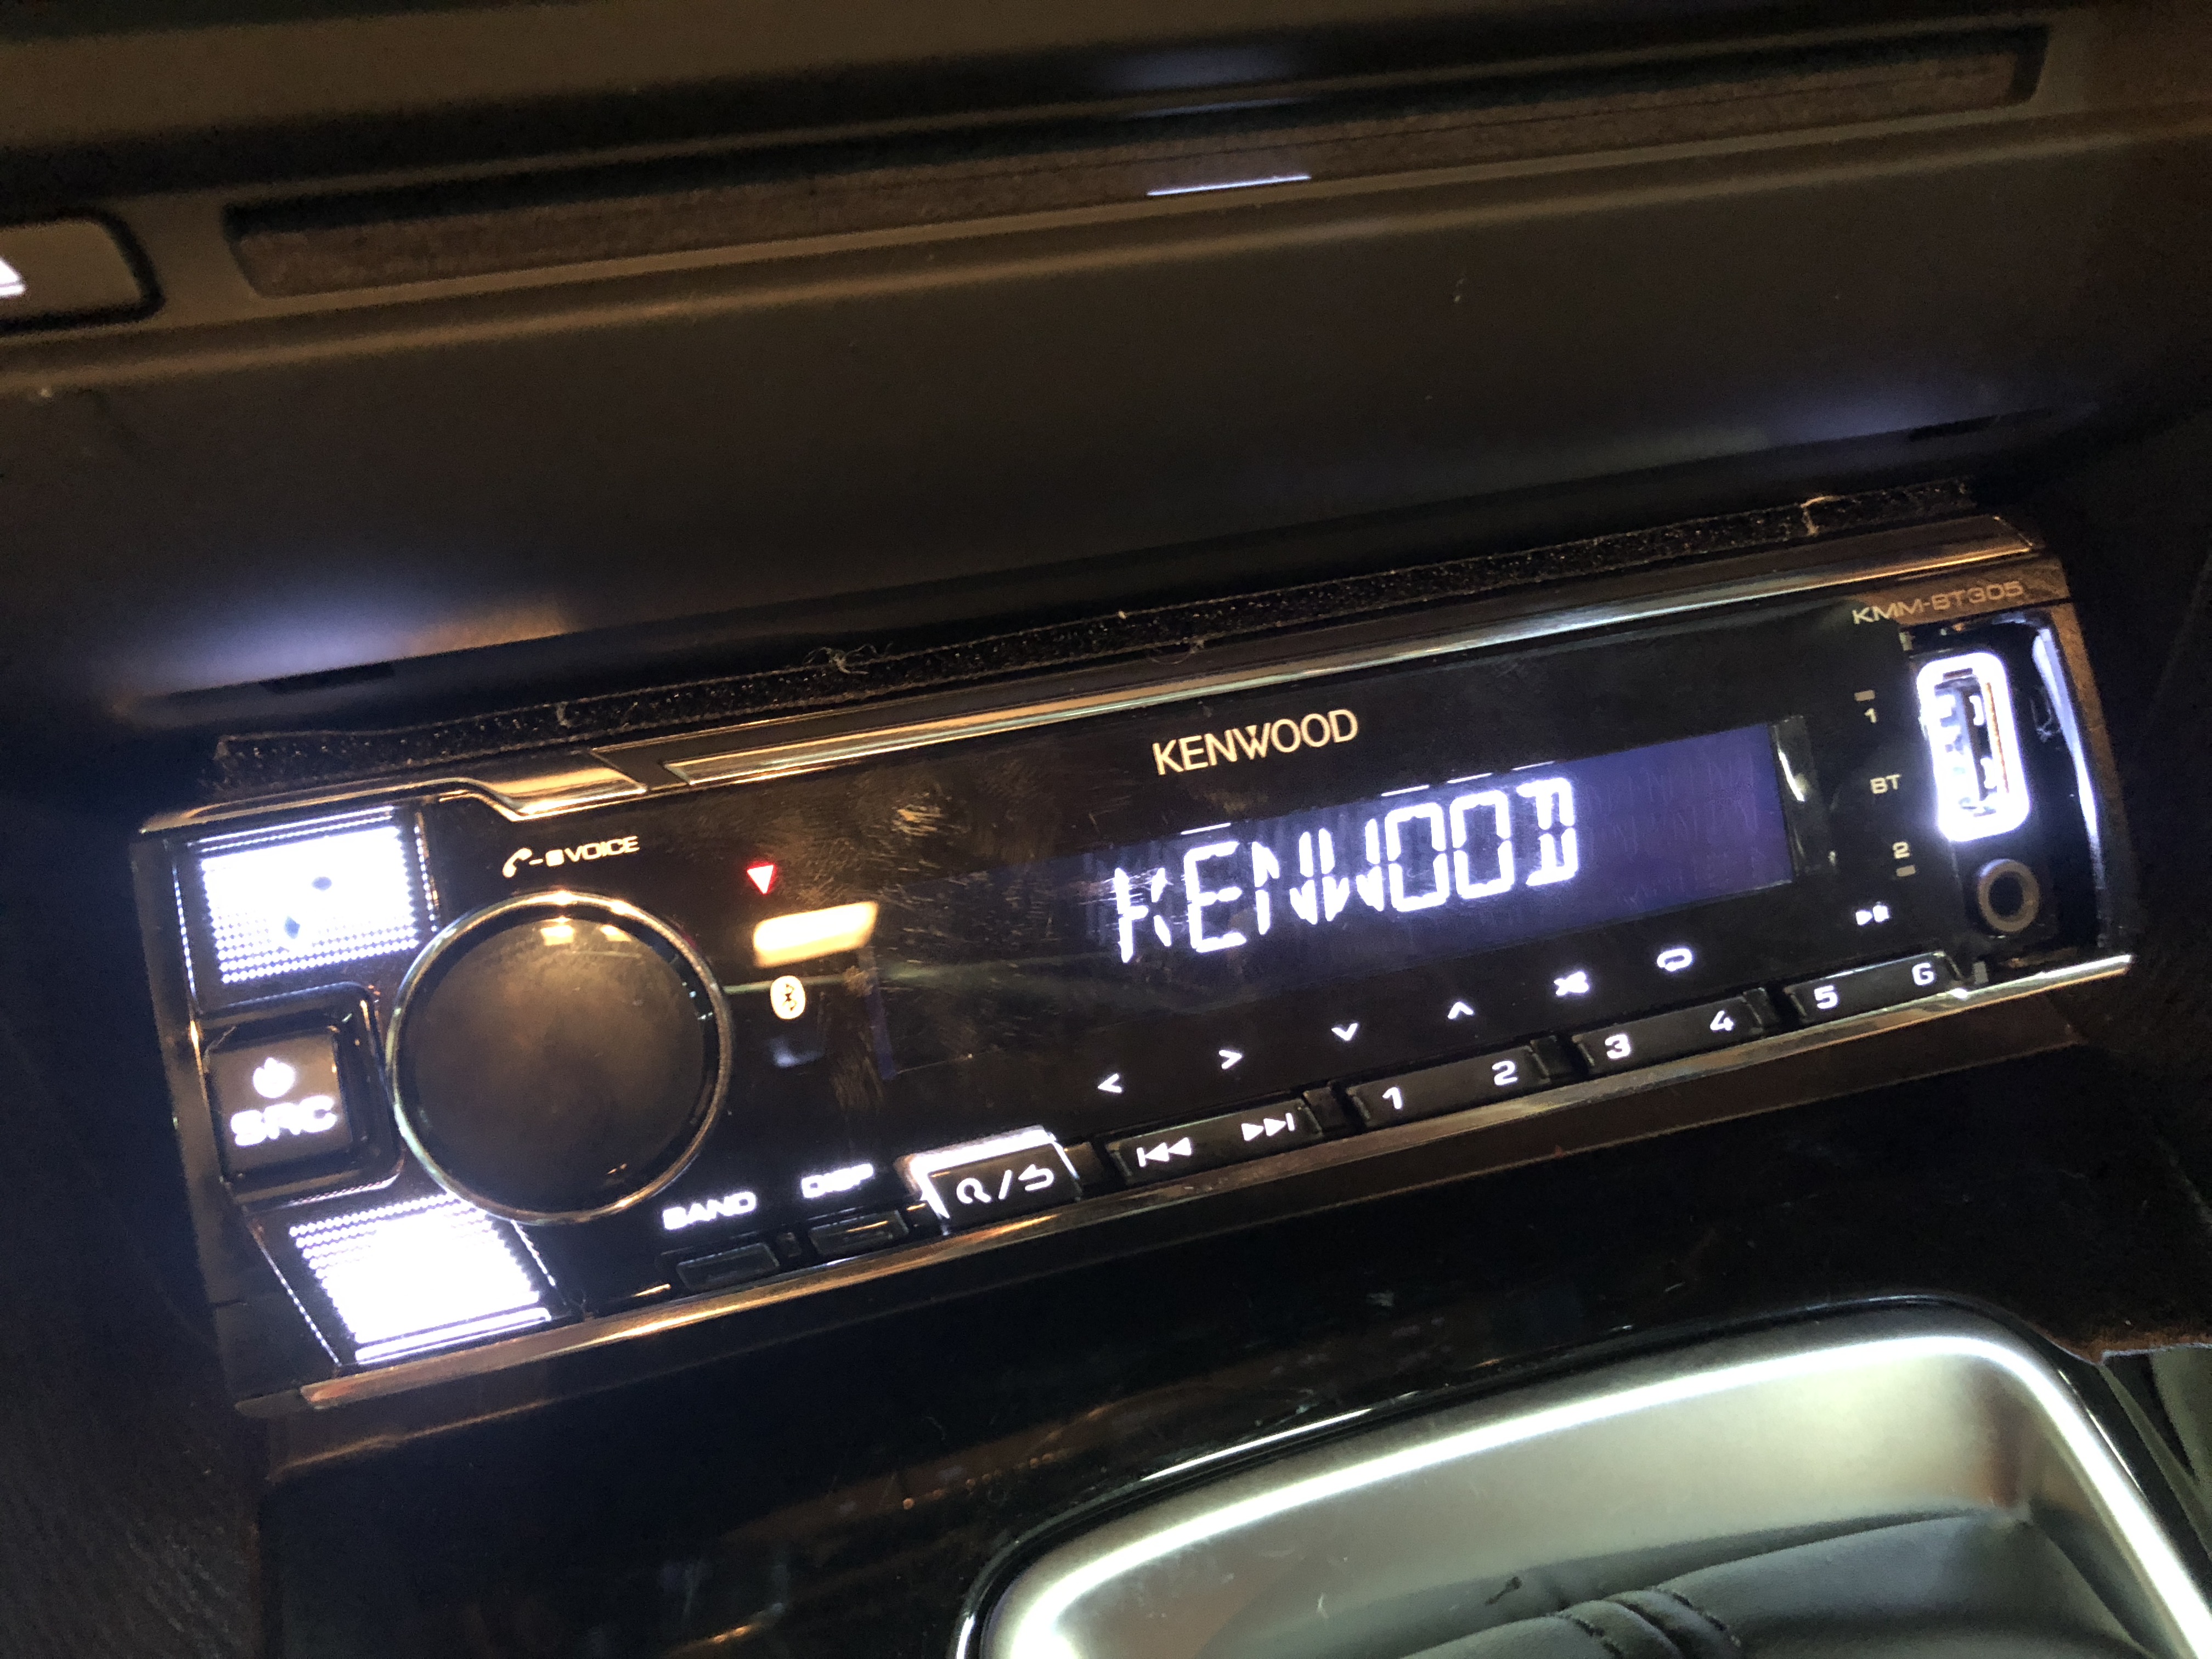 KMM-BT305
KENWOOD
1
VOICE
KENWOOD
BT
2
SRC
BAND
DISP
1 2
3 4
5 6